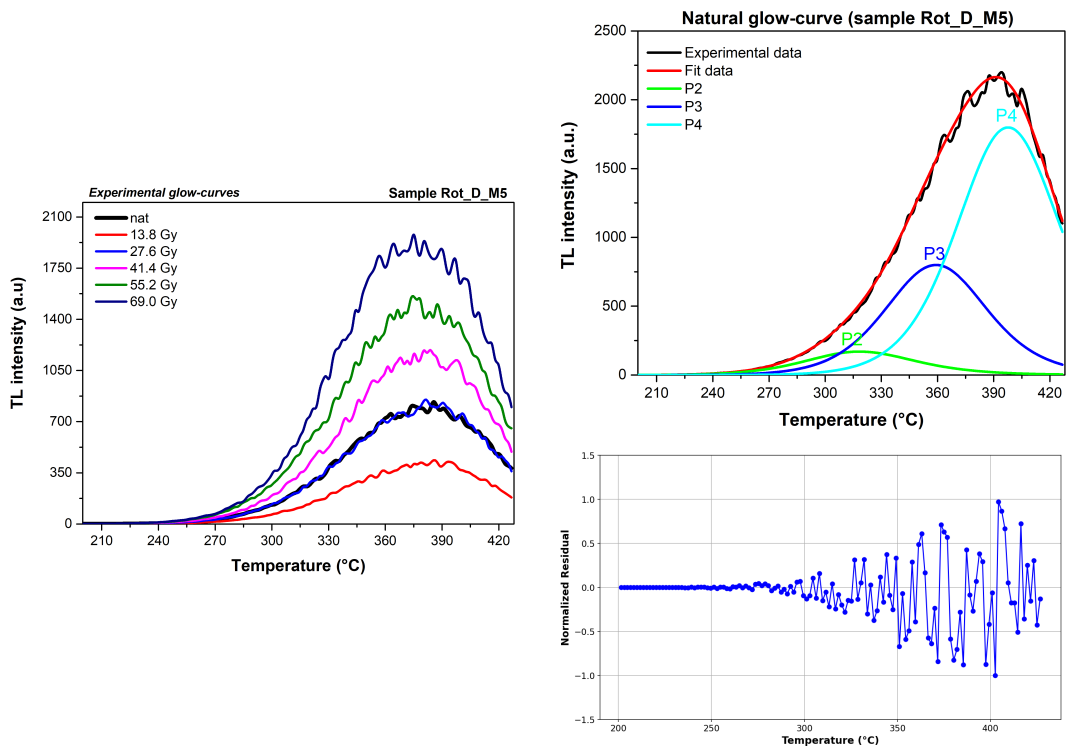 Experimental glow-curves
Sample Rot_D_M5
nat
13.8 Gy
27.6 Gy
41.4 Gy
55.2 Gy
69.0 Gy
TL intensity (a.u)
2100
1750
1400
1050
700
350
0
210 240 270 300 330 360 390 420
Temperature (°C)
Natural glow-curve (sample Rot_D_M5)
Experimental data
Fit data
P2
P3
P4
P4
P3
P2
TL intensity (a.u.)
2500
2000
1500
1000
500
0
210 240 270 300 330 360 390 420
Temperature (°C)
Normalized Residual
1.5
1.0
0.5
0.0
−0.5
−1.0
−1.5
200 250 300 350 400
Temperature (°C)